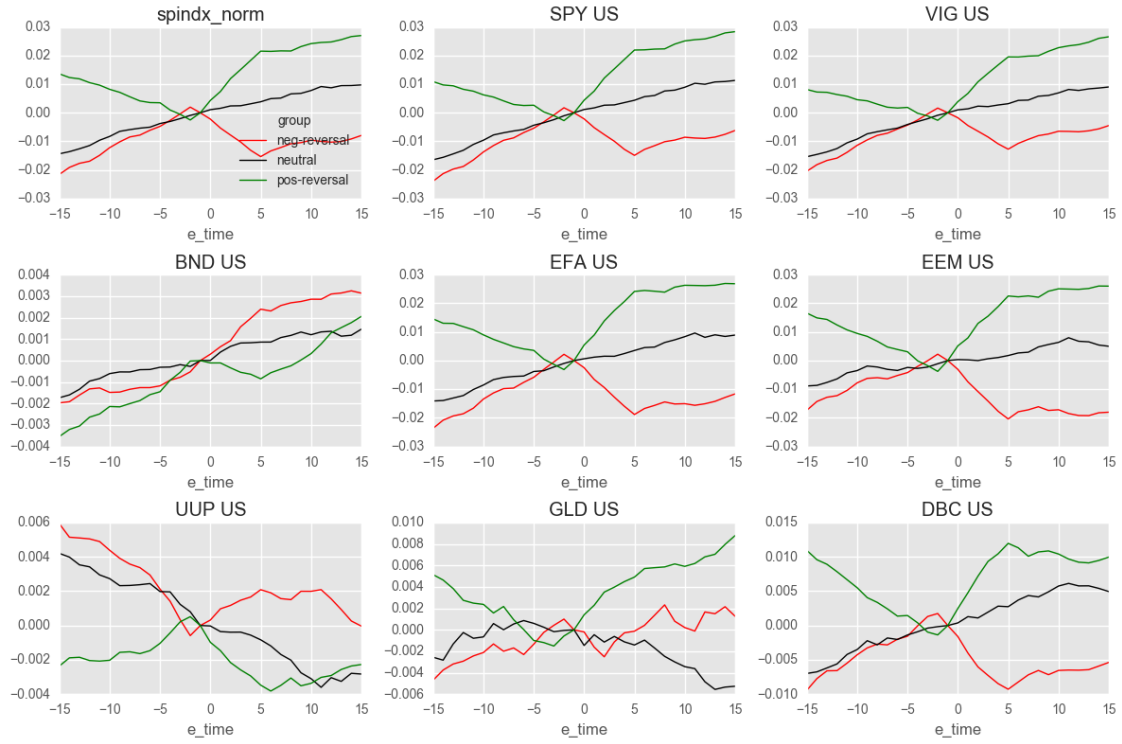 spindx_norm
0.03
0.02
0.01
0.00
−0.01
−0.02
−0.03
−15 −10 −5 0 5 10 15
e_time
group
neg-reversal
neutral
pos-reversal
SPY US
0.03
0.02
0.01
0.00
−0.01
−0.02
−0.03
−15 −10 −5 0 5 10 15
e_time
VIG US
0.03
0.02
0.01
0.00
−0.01
−0.02
−0.03
−15 −10 −5 0 5 10 15
e_time
BND US
0.004
0.003
0.002
0.001
0.000
−0.001
−0.002
−0.003
−0.004
−15 −10 −5 0 5 10 15
e_time
EFA US
0.03
0.02
0.01
0.00
−0.01
−0.02
−0.03
−15 −10 −5 0 5 10 15
e_time
EEM US
0.03
0.02
0.01
0.00
−0.01
−0.02
−0.03
−15 −10 −5 0 5 10 15
e_time
UUP US
0.006
0.004
0.002
0.000
−0.002
−0.004
−15 −10 −5 0 5 10 15
e_time
GLD US
0.010
0.008
0.006
0.004
0.002
0.000
−0.002
−0.004
−0.006
−15 −10 −5 0 5 10 15
e_time
DBC US
0.015
0.010
0.005
0.000
−0.005
−0.010
−15 −10 −5 0 5 10 15
e_time